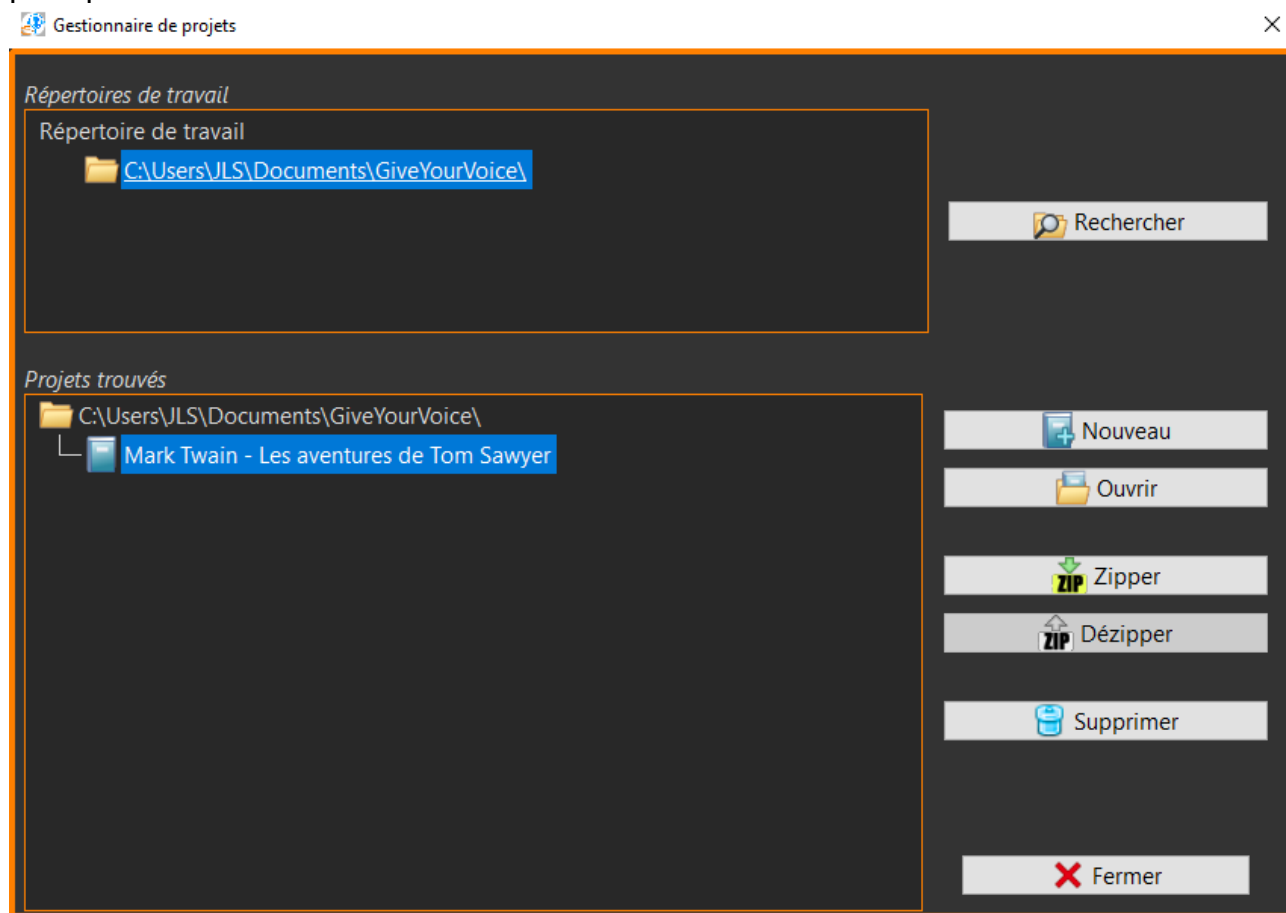 Gestionnaire de projets
Répertoires de travail
Répertoire de travail
C:\Users\JLS\Documents\GiveYourVoice\
Rechercher
Projets trouvés
C:\Users\JLS\Documents\GiveYourVoice\
Mark Twain - Les aventures de Tom Sawyer
Nouveau
Ouvrir
ZIP Zipper
ZIP Dézipper
Supprimer
Fermer